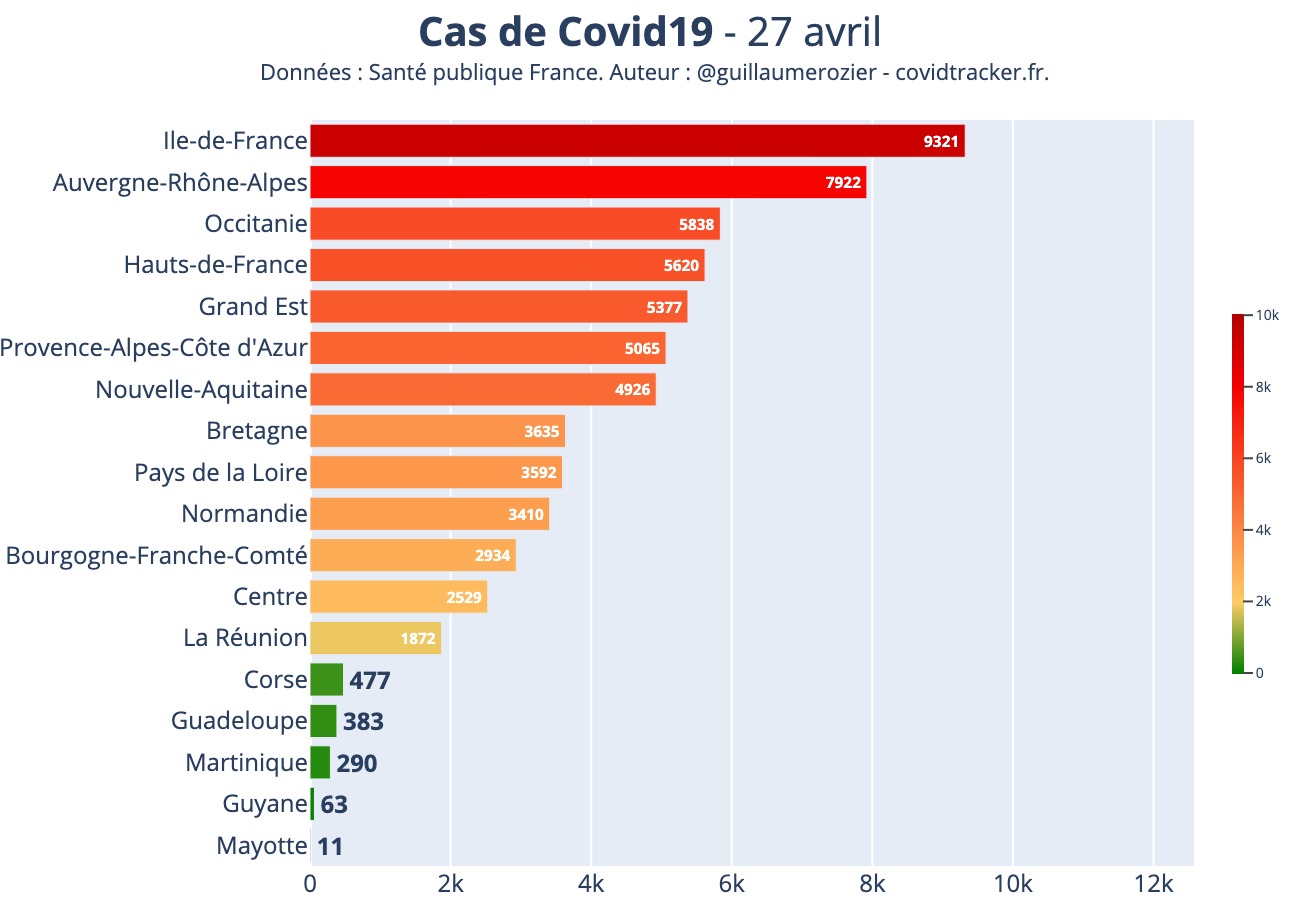 Cas de Covid19 - 27 avril
Données : Santé publique France. Auteur : @guillaumerozier - covidtracker.fr.
Ile-de-France 9321
Auvergne-Rhône-Alpes 7922
Occitanie 5838
Hauts-de-France 5620
Grand Est 5377
Provence-Alpes-Côte d'Azur 5065
Nouvelle-Aquitaine 4926
Bretagne 3635
Pays de la Loire 3592
Normandie 3410
Bourgogne-Franche-Comté 2934
Centre 2529
La Réunion 1872
Corse 477
Guadeloupe 383
Martinique 290
Guyane 63
Mayotte 11
0 2k 4k 6k 8k 10k 12k
10k
8k
6k
4k
2k
0